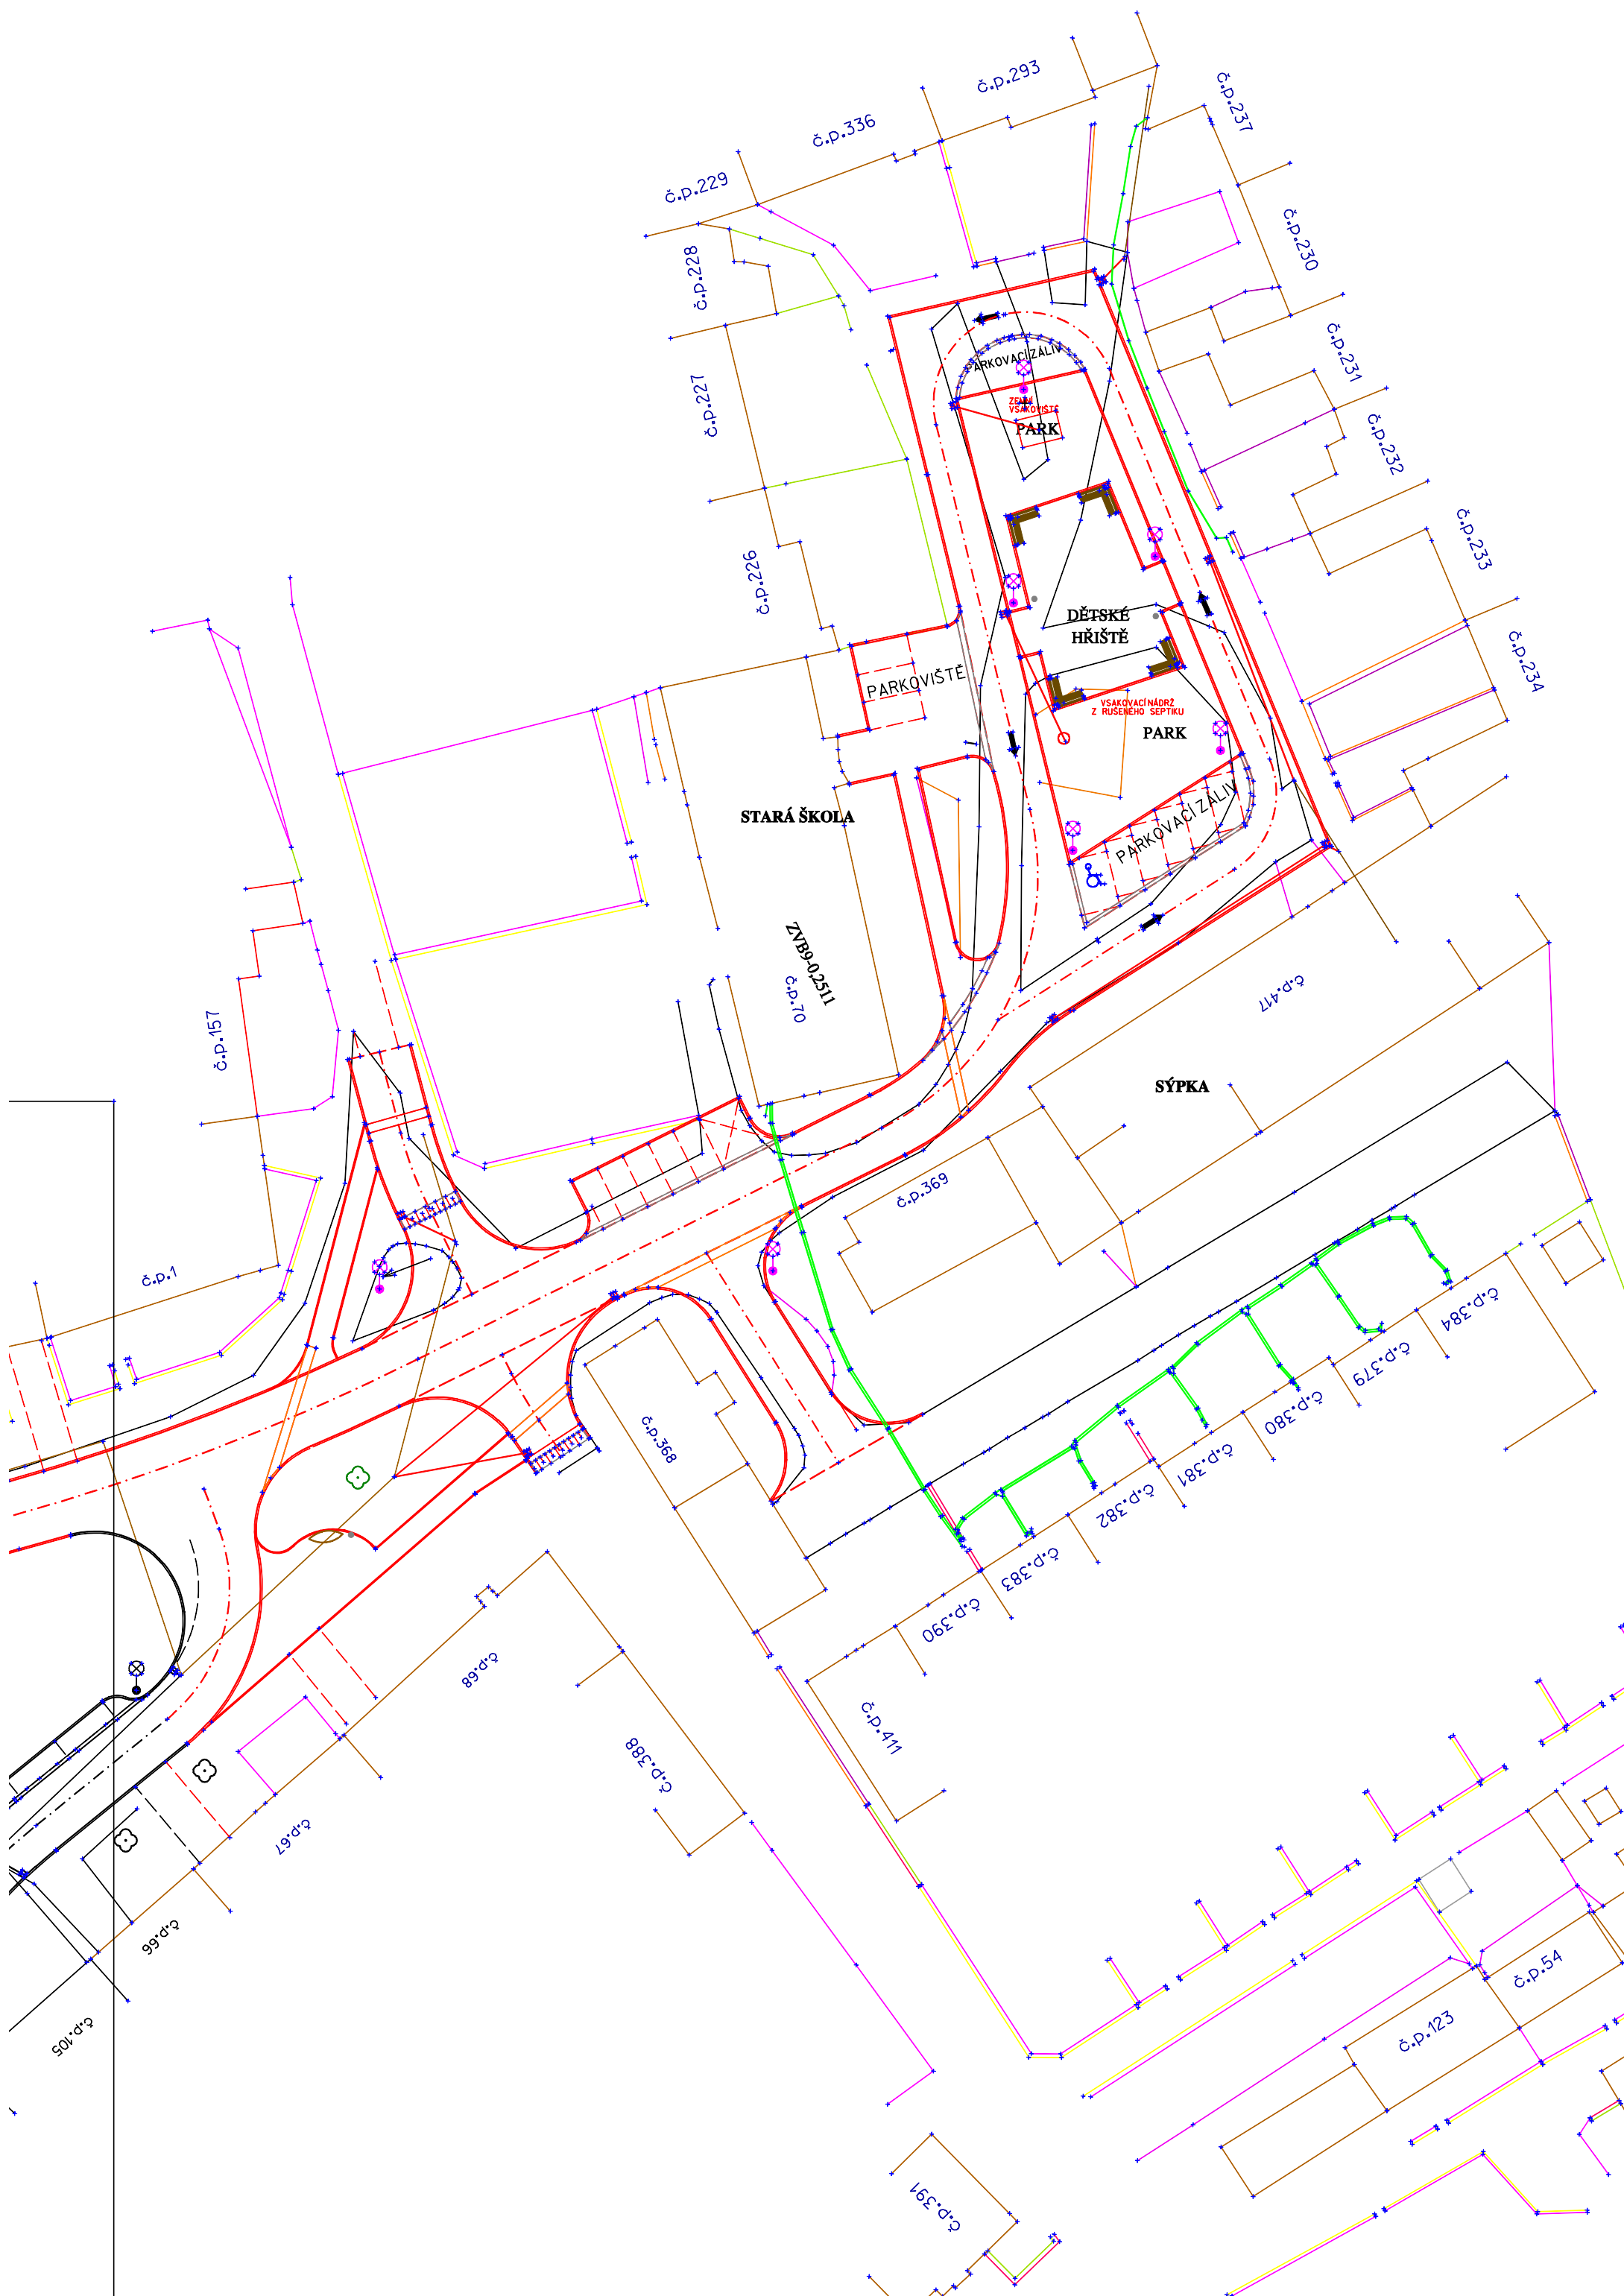 č.p.293
č.p.237
č.p.336
č.p.229
č.p.228
č.p.230
PARKOVACÍ ZÁLIV
č.p.231
č.p.227
ZEMNÍ
VSAKOVIŠTĚ
PARK
č.p.232
č.p.233
č.p.226
DĚTSKÉ
HŘIŠTĚ
č.p.234
PARKOVIŠTĚ
VSAKOVACÍ NÁDRŽ
Z RUŠENÉHO SEPTIKU
PARK
STARÁ ŠKOLA
PARKOVACÍ ZÁLIV
ZVB9-0,2511
č.p.70
č.p.417
č.p.157
SÝPKA
č.p.369
č.p.1
č.p.384
č.p.379
č.p.380
č.p.368
č.p.381
č.p.382
č.p.383
č.p.390
č.p.68
č.p.411
č.p.388
č.p.67
č.p.66
č.p.54
č.p.123
č.p.105
č.p.391